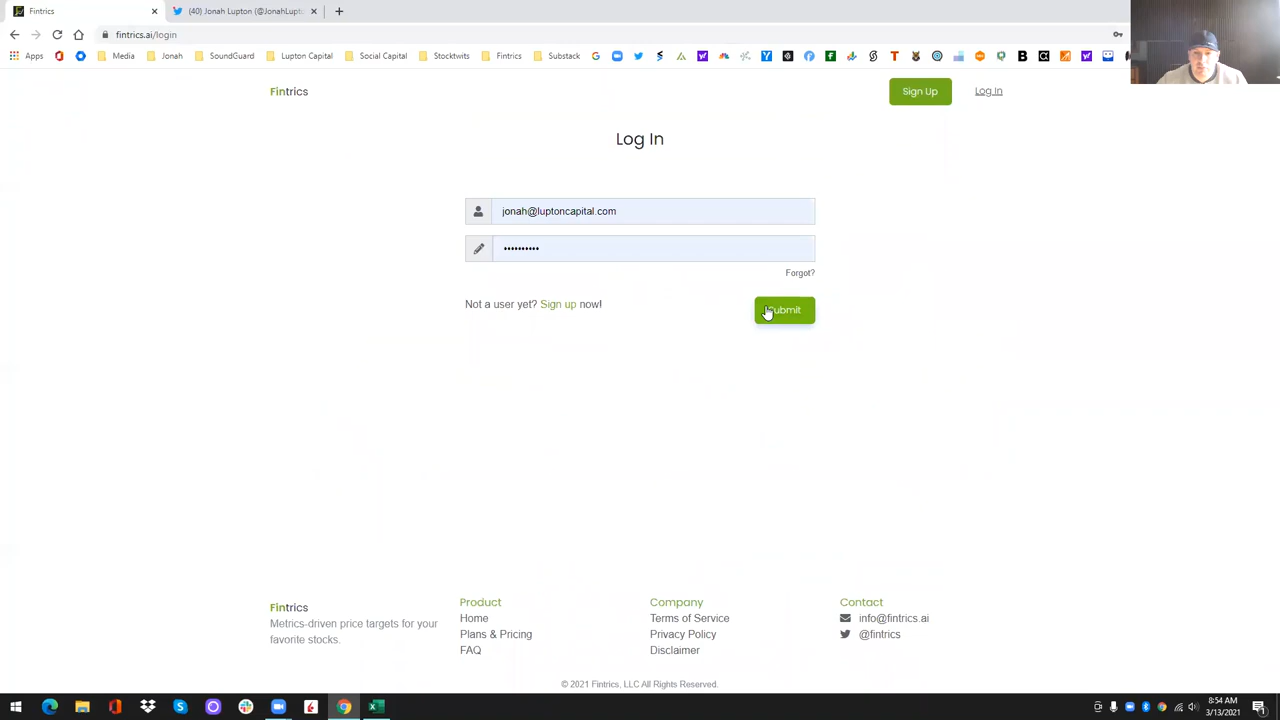 Fintrics
(40) Jonah Lupton (@JonahLupt
fintrics.ai/login
Apps
Media
Jonah
SoundGuard
Lupton Capital
Social Capital
Stocktwits
Fintrics
Substack
Fintrics
Sign Up
Log In
Log In
jonah@luptoncapital.com
••••••••••
Forgot?
Not a user yet? Sign up now!
Submit
Fintrics
Metrics-driven price targets for your
favorite stocks.
Product
Home
Plans & Pricing
FAQ
Company
Terms of Service
Privacy Policy
Disclaimer
Contact
info@fintrics.ai
@fintrics
© 2021 Fintrics, LLC All Rights Reserved.
8:54 AM
3/13/2021